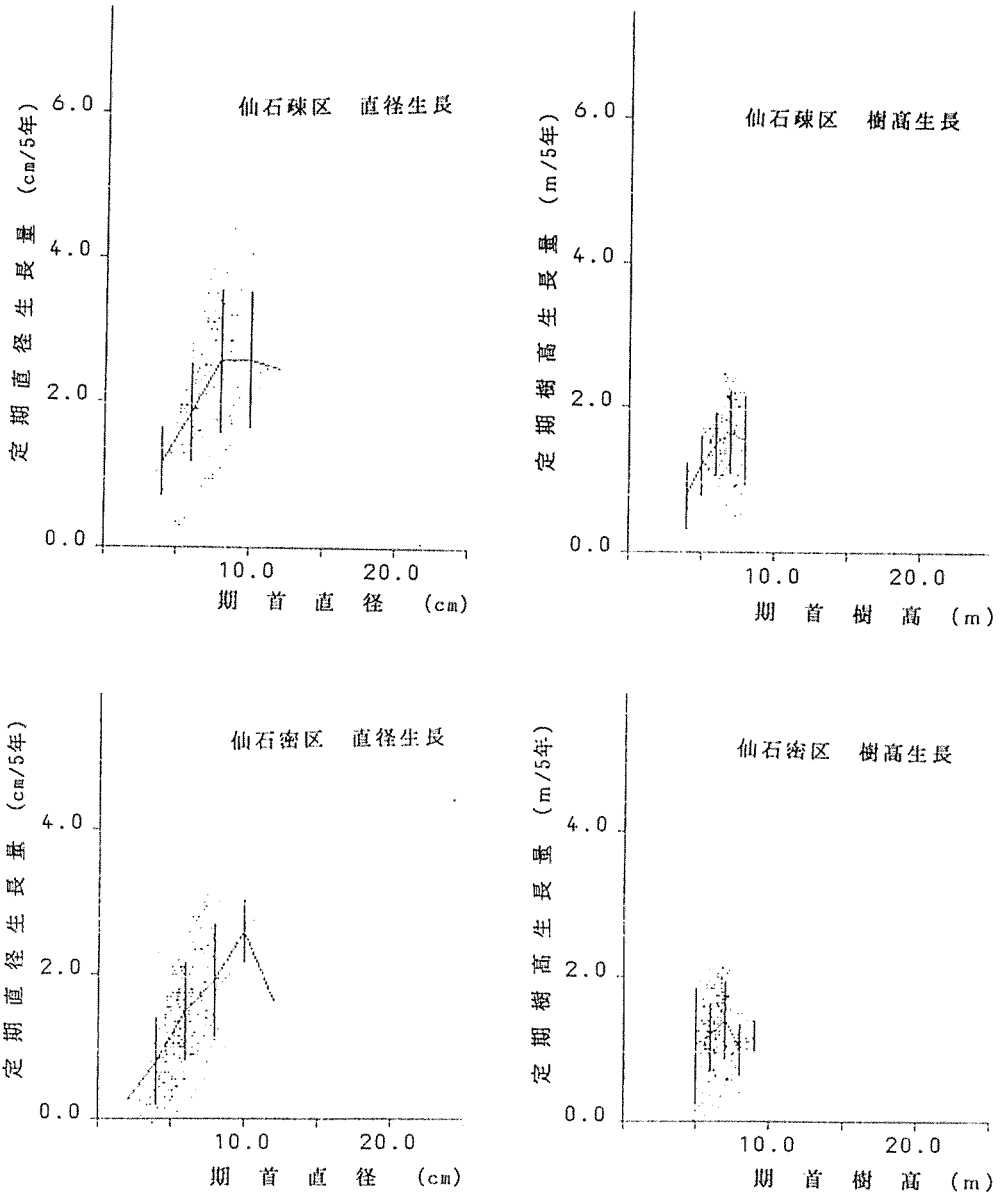 仙石疎区 直径生長
定期直径生長量 (cm/5年)
6.0
4.0
2.0
0.0
10.0 20.0
期首直径 (cm)
仙石疎区 樹高生長
定期樹高生長量 (m/5年)
6.0
4.0
2.0
0.0
10.0 20.0
期首樹高 (m)
仙石密区 直径生長
定期直径生長量 (cm/5年)
4.0
2.0
0.0
10.0 20.0
期首直径 (cm)
仙石密区 樹高生長
定期樹高生長量 (m/5年)
4.0
2.0
0.0
10.0 20.0
期首樹高 (m)